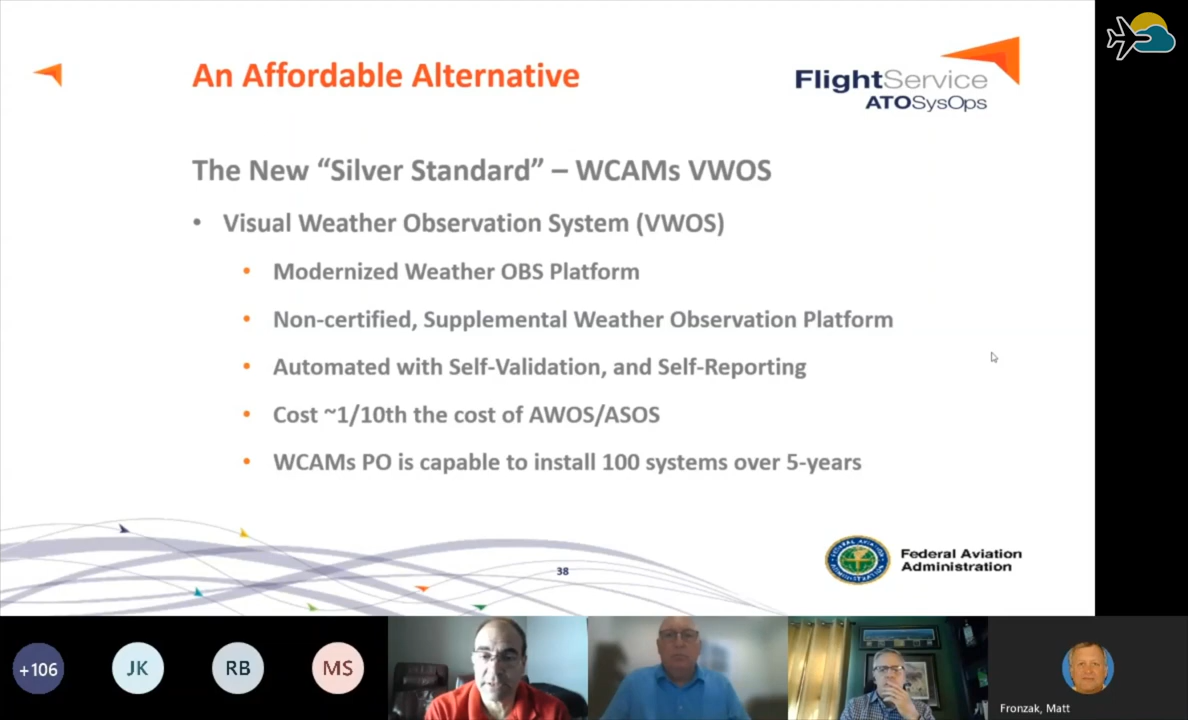 An Affordable Alternative
FlightService
ATOSysOps
The New “Silver Standard” – WCAMs VWOS
• Visual Weather Observation System (VWOS)
• Modernized Weather OBS Platform
• Non-certified, Supplemental Weather Observation Platform
• Automated with Self-Validation, and Self-Reporting
• Cost ~1/10th the cost of AWOS/ASOS
• WCAMs PO is capable to install 100 systems over 5-years
38
Federal Aviation
Administration
+106
JK
RB
MS
Fronzak, Matt